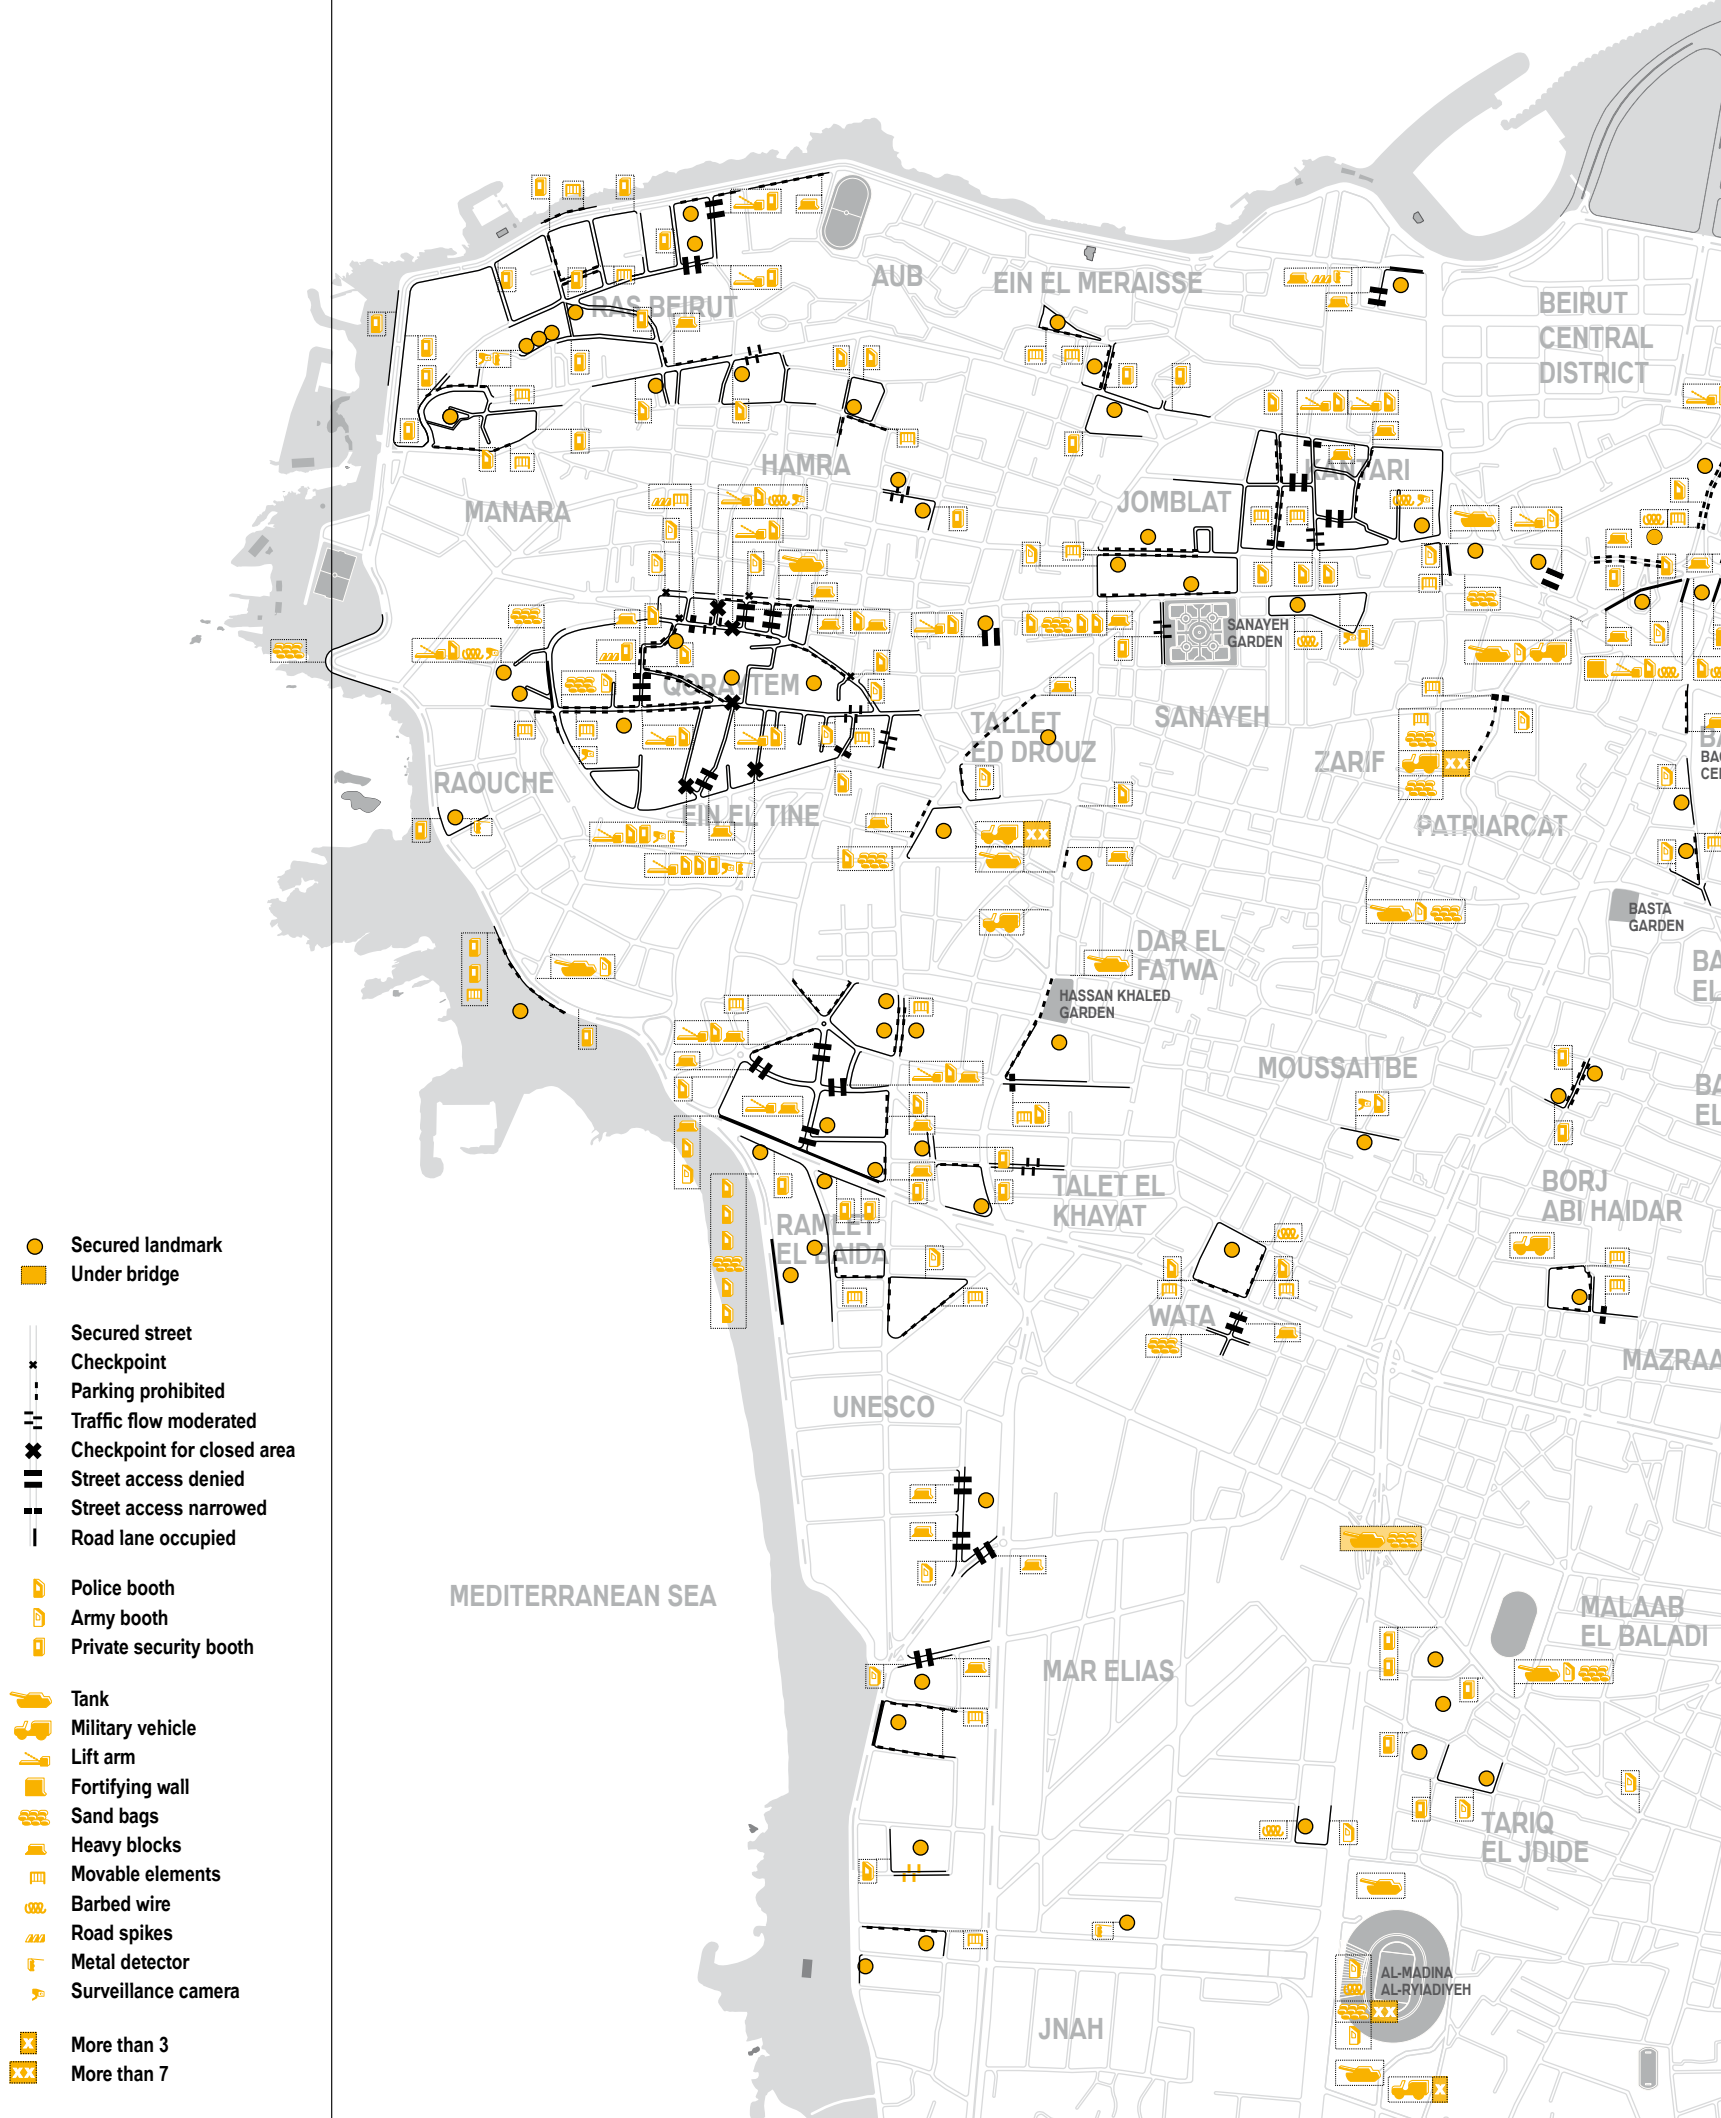 RAS BEIRUT
AUB
EIN EL MERAISSE
BEIRUT
CENTRAL
DISTRICT
HAMRA
KANTARI
JOMBLAT
MANARA
SANAYEH
GARDEN
QORAYTEM
TALLET
ED DROUZ
SANAYEH
ZARIF
RAOUCHE
EIN EL TINE
PATRIARCAT
XX
XX
BASTA
GARDEN
DAR EL
FATWA
HASSAN KHALED
GARDEN
MOUSSAITBE
TALET EL
KHAYAT
BORJ
ABI HAIDAR
RAMLET
EL BAIDA
WATA
MAZRAA
UNESCO
MEDITERRANEAN SEA
MALAAB
EL BALADI
MAR ELIAS
TARIQ
EL JDIDE
AL-MADINA
AL-RYIADIYEH
XX
JNAH
X
Secured landmark
Under bridge
Secured street
Checkpoint
Parking prohibited
Traffic flow moderated
Checkpoint for closed area
Street access denied
Street access narrowed
Road lane occupied
Police booth
Army booth
Private security booth
Tank
Military vehicle
Lift arm
Fortifying wall
Sand bags
Heavy blocks
Movable elements
Barbed wire
Road spikes
Metal detector
Surveillance camera
X More than 3
XX More than 7